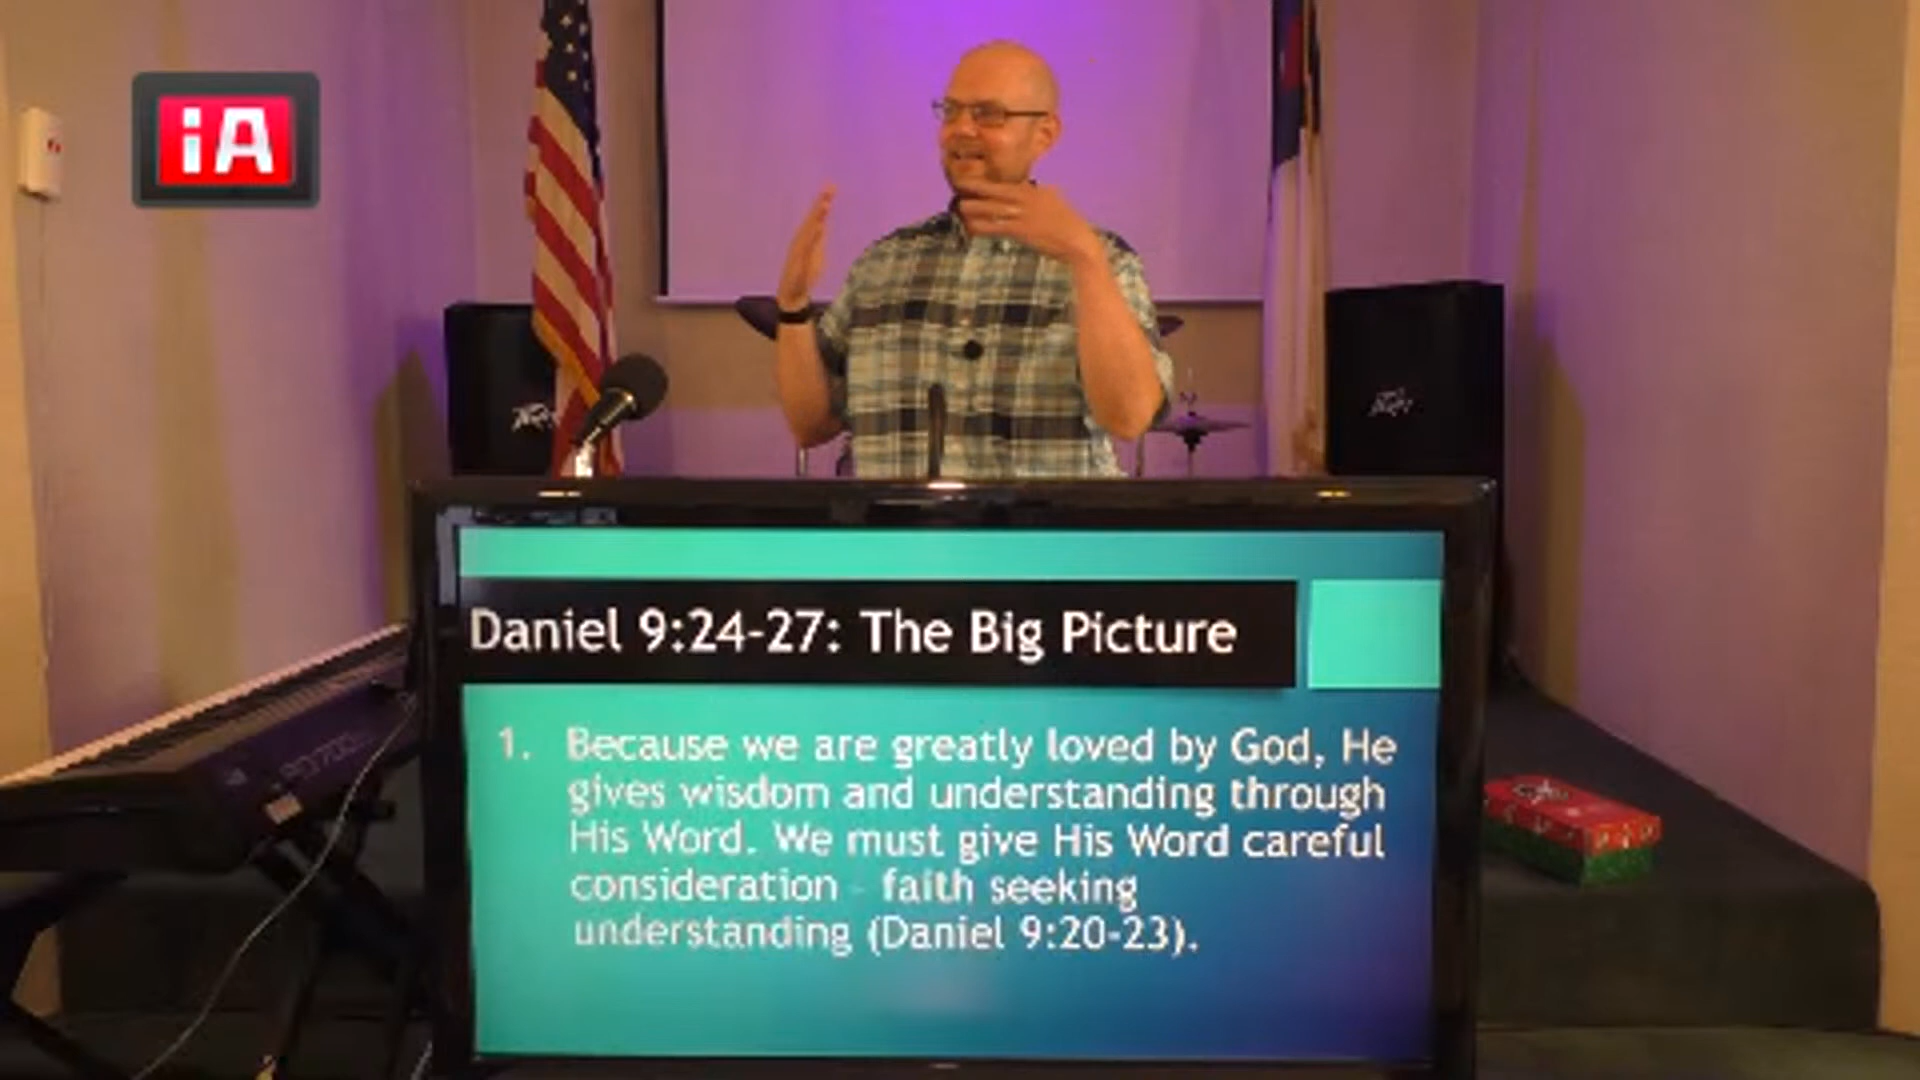 iA
PEAVEY
PEAVEY
Daniel 9:24-27: The Big Picture
1. Because we are greatly loved by God, He
gives wisdom and understanding through
His Word. We must give His Word careful
consideration - faith seeking
understanding (Daniel 9:20-23).